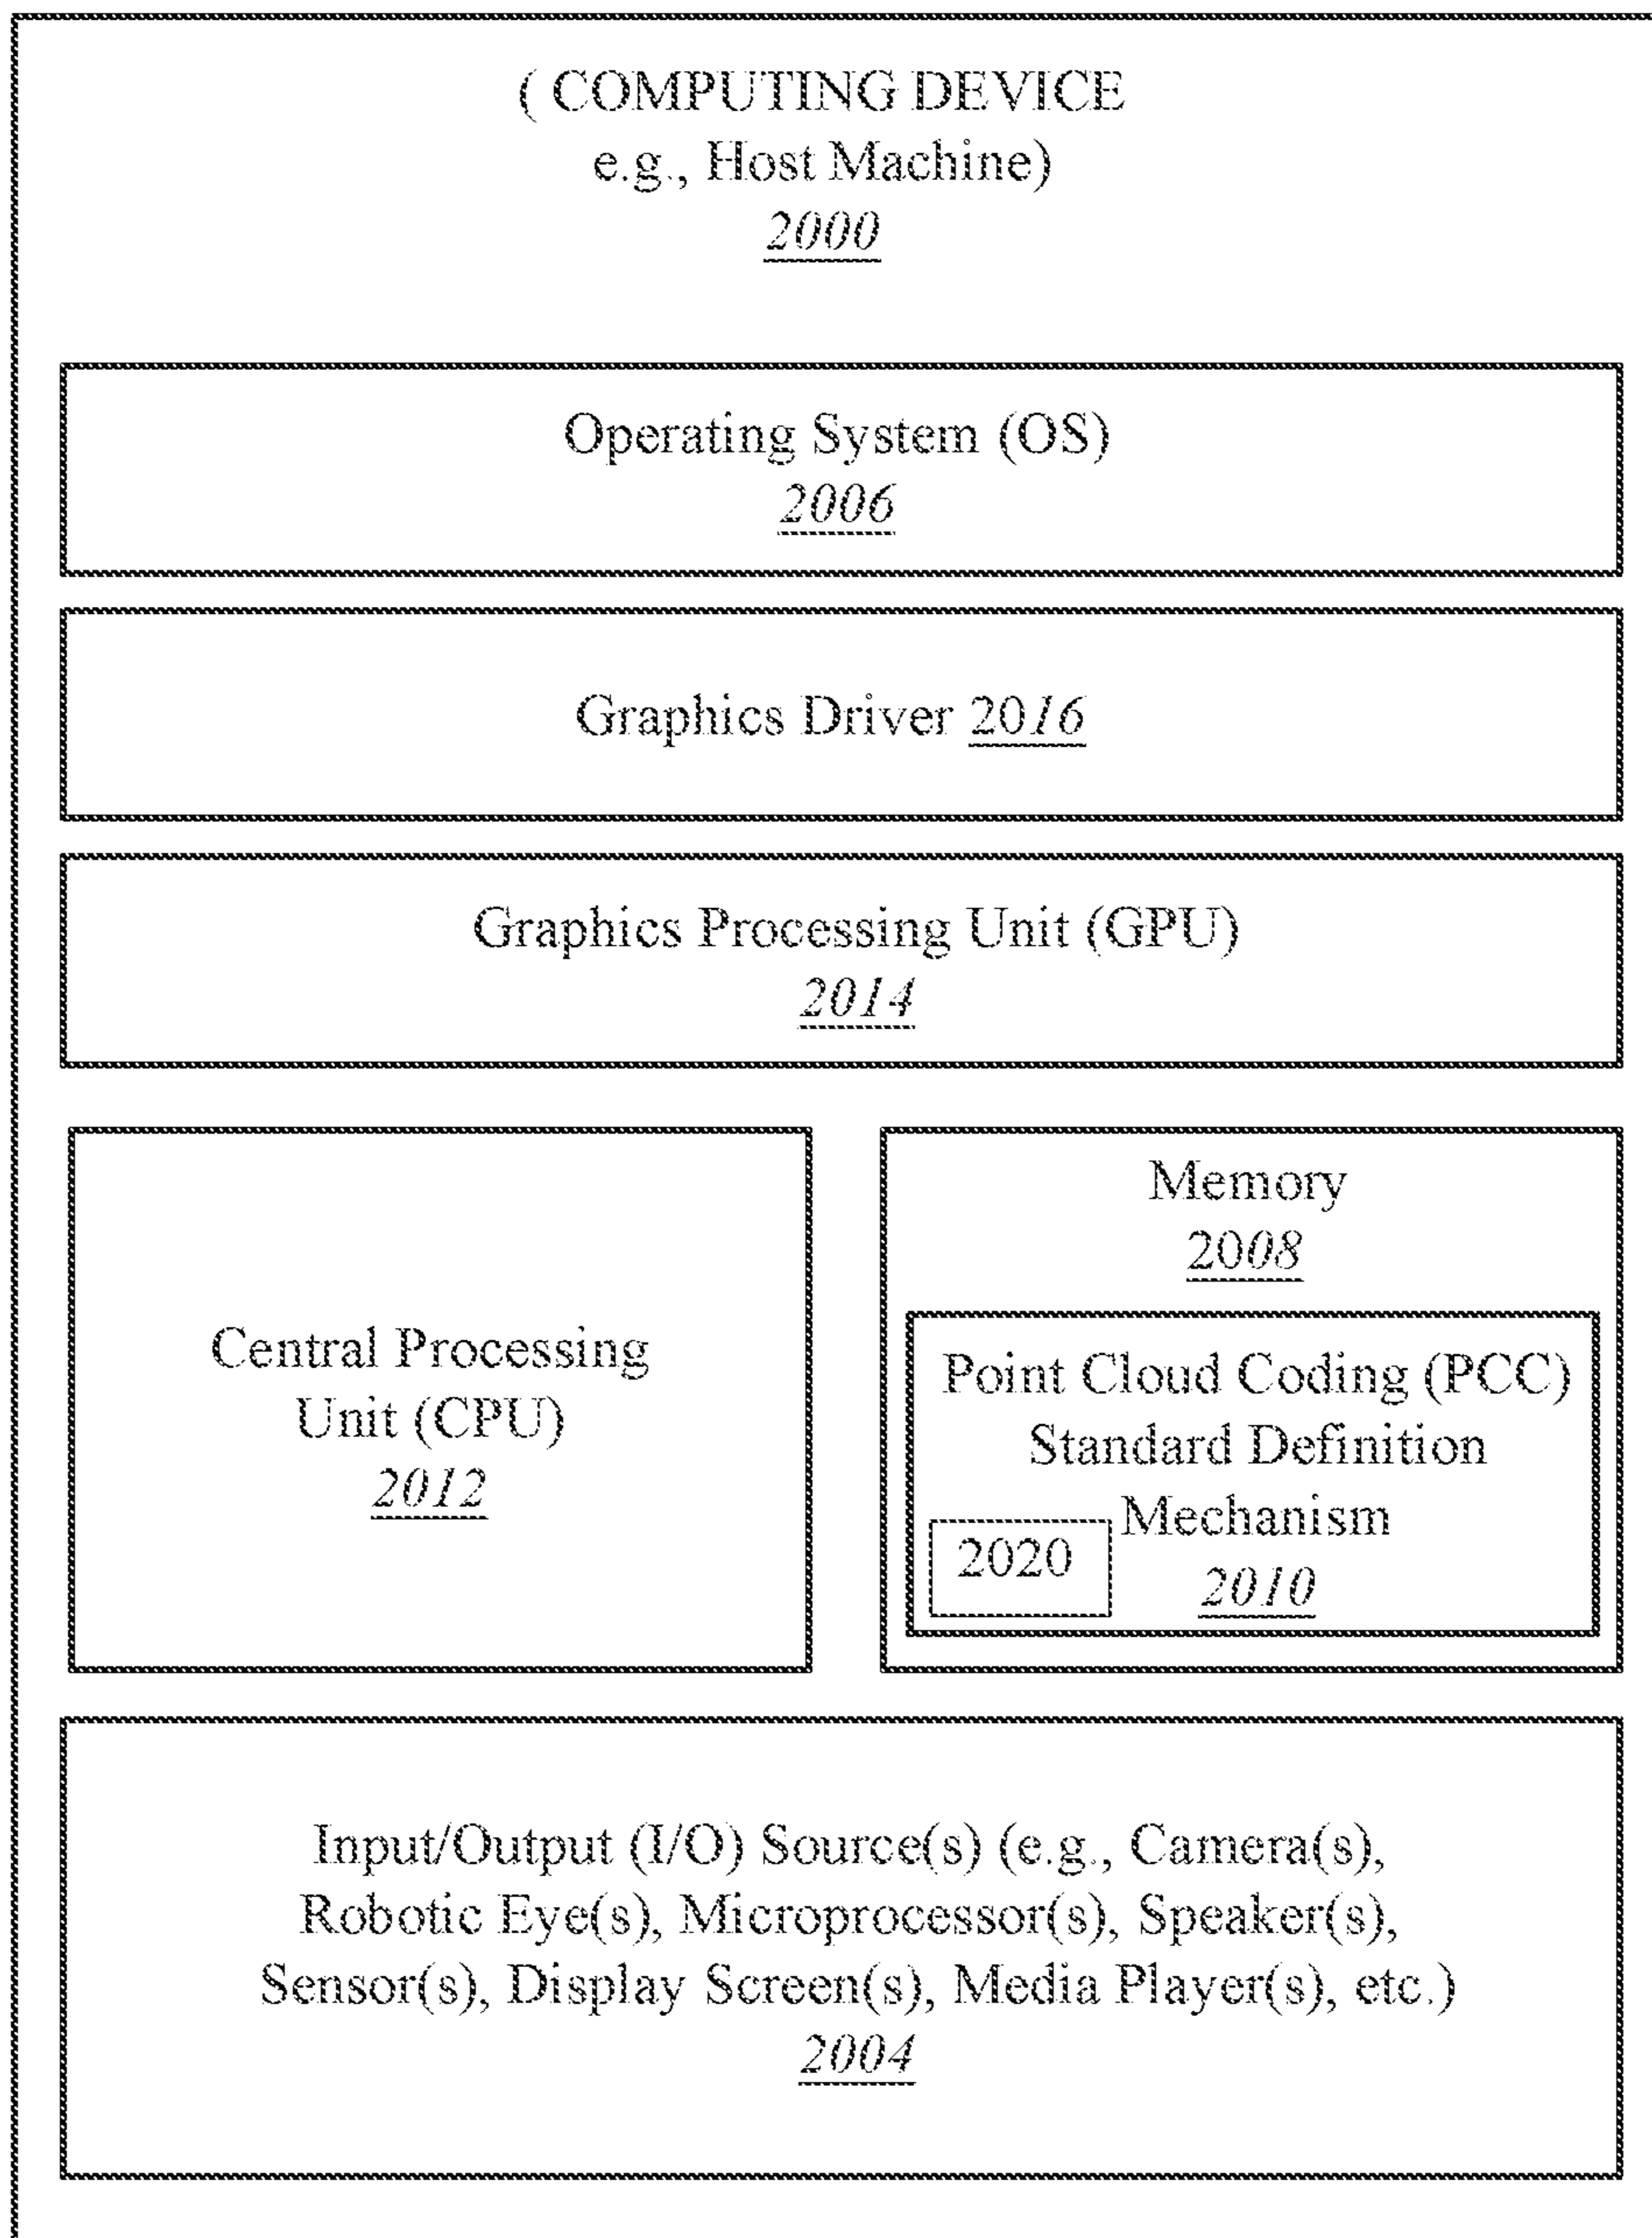 ( COMPUTING DEVICE
e.g., Host Machine)
2000
Operating System (OS)
2006
Graphics Driver 2016
Graphics Processing Unit (GPU)
2014
Central Processing
Unit (CPU)
2012
Memory
2008
Point Cloud Coding (PCC)
Standard Definition
Mechanism
2020
2010
Input/Output (I/O) Source(s) (e.g., Camera(s),
Robotic Eye(s), Microprocessor(s), Speaker(s),
Sensor(s), Display Screen(s), Media Player(s), etc.)
2004